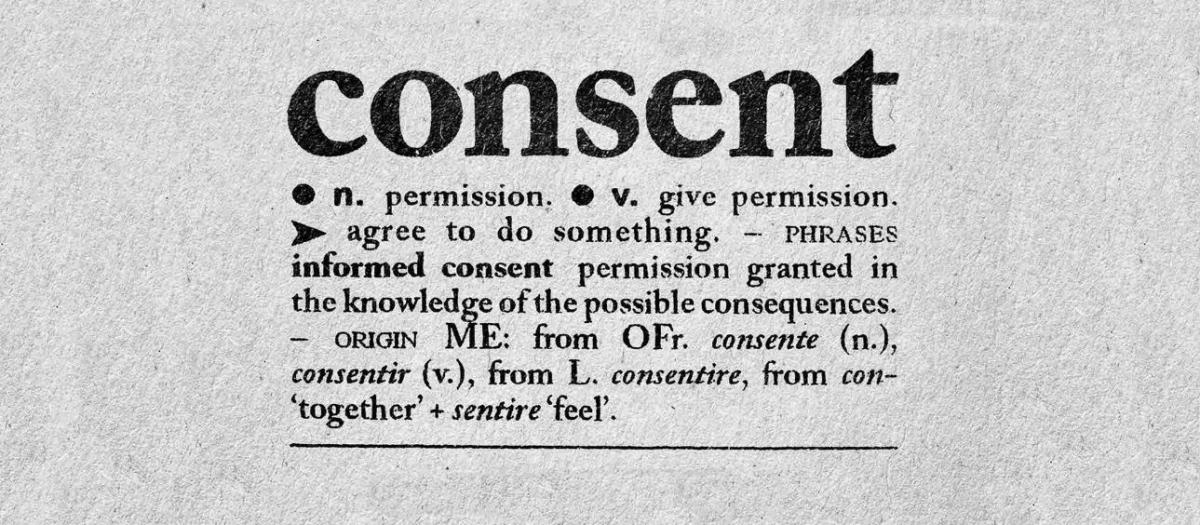 consent
● n. permission. ● v. give permission.
➤ agree to do something. – PHRASES
informed consent permission granted in
the knowledge of the possible consequences.
– ORIGIN ME: from OFr. consente (n.),
consentir (v.), from L. consentire, from con-
‘together’ + sentire ‘feel’.